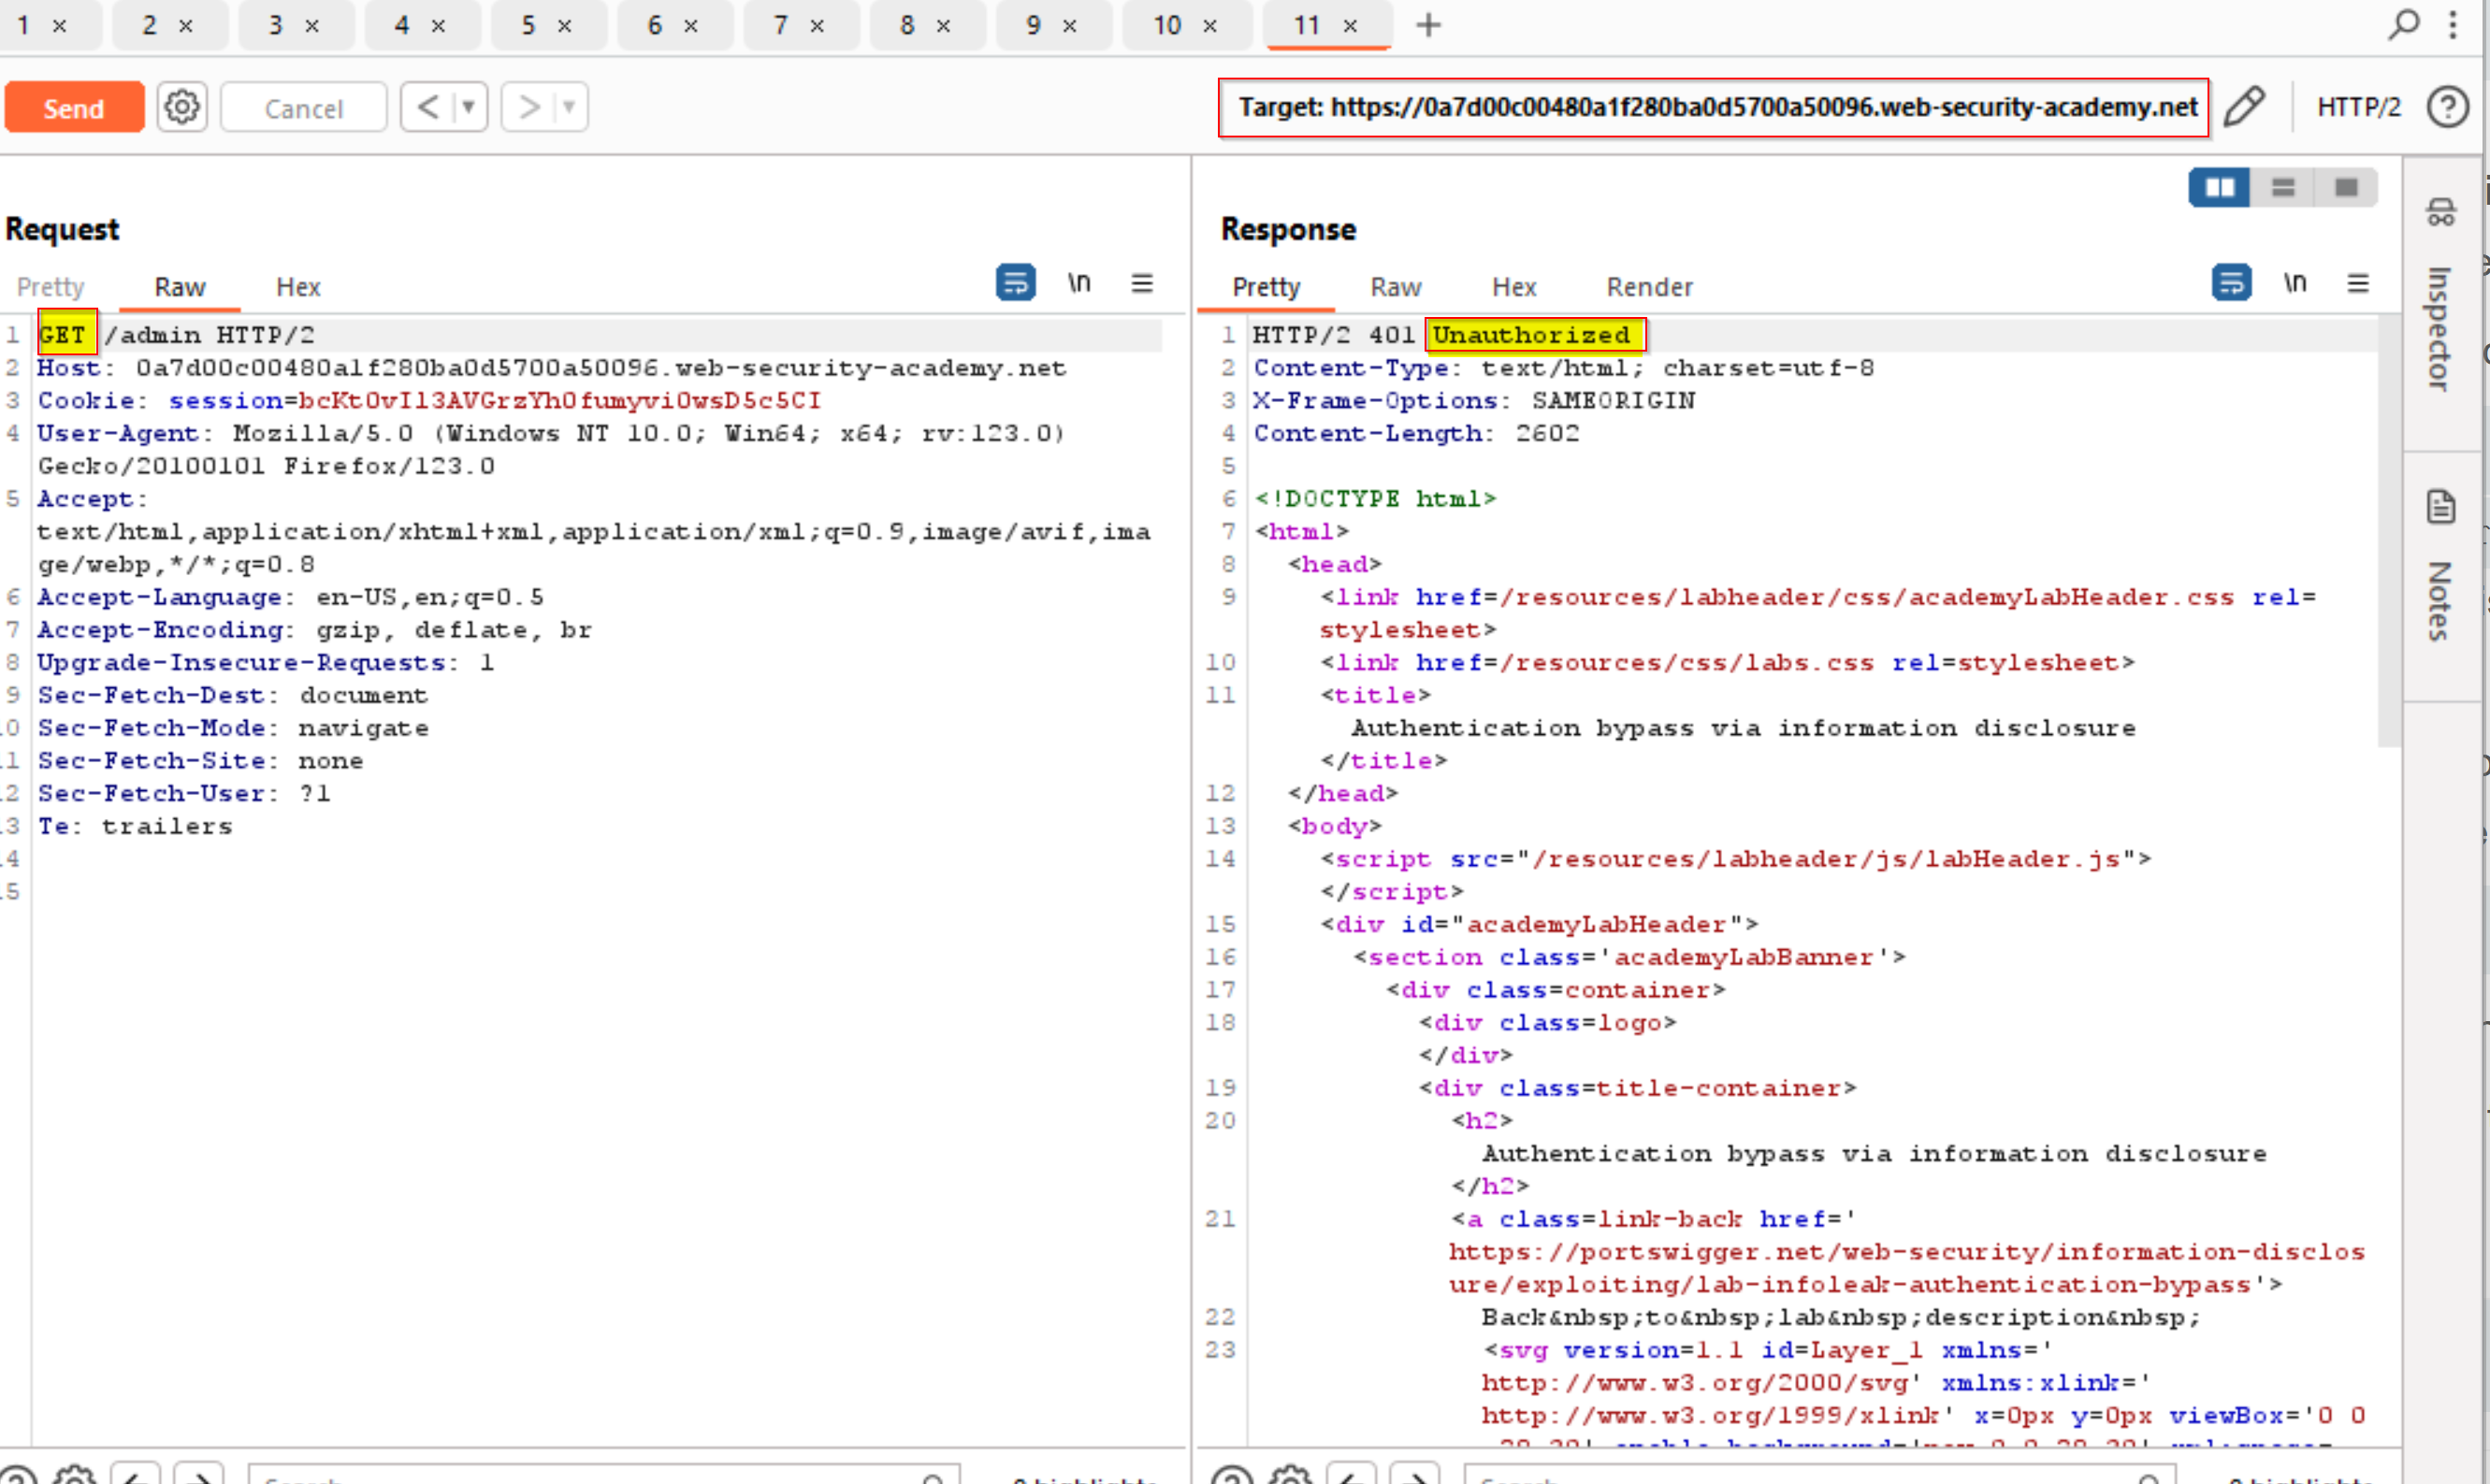 1 × 2 × 3 × 4 × 5 × 6 × 7 × 8 × 9 × 10 × 11 × +
Send Cancel < > Target: https://0a7d00c00480a1f280ba0d5700a50096.web-security-academy.net HTTP/2 ?
Request
Pretty Raw Hex \n
1 GET /admin HTTP/2
2 Host: 0a7d00c00480a1f280ba0d5700a50096.web-security-academy.net
3 Cookie: session=bcKt0vIl3AVGrzYh0fumyvi0wsD5c5CI
4 User-Agent: Mozilla/5.0 (Windows NT 10.0; Win64; x64; rv:123.0)
Gecko/20100101 Firefox/123.0
5 Accept:
text/html,application/xhtml+xml,application/xml;q=0.9,image/avif,ima
ge/webp,*/*;q=0.8
6 Accept-Language: en-US,en;q=0.5
7 Accept-Encoding: gzip, deflate, br
8 Upgrade-Insecure-Requests: 1
9 Sec-Fetch-Dest: document
0 Sec-Fetch-Mode: navigate
1 Sec-Fetch-Site: none
2 Sec-Fetch-User: ?1
3 Te: trailers
4
5
Response
Pretty Raw Hex Render \n
1 HTTP/2 401 Unauthorized
2 Content-Type: text/html; charset=utf-8
3 X-Frame-Options: SAMEORIGIN
4 Content-Length: 2602
5
6 <!DOCTYPE html>
7 <html>
8 <head>
9 <link href=/resources/labheader/css/academyLabHeader.css rel=
stylesheet>
10 <link href=/resources/css/labs.css rel=stylesheet>
11 <title>
Authentication bypass via information disclosure
</title>
12 </head>
13 <body>
14 <script src="/resources/labheader/js/labHeader.js">
</script>
15 <div id="academyLabHeader">
16 <section class='academyLabBanner'>
17 <div class=container>
18 <div class=logo>
</div>
19 <div class=title-container>
20 <h2>
Authentication bypass via information disclosure
</h2>
21 <a class=link-back href='
https://portswigger.net/web-security/information-disclos
ure/exploiting/lab-infoleak-authentication-bypass'>
22 Back&nbsp;to&nbsp;lab&nbsp;description&nbsp;
23 <svg version=1.1 id=Layer_1 xmlns='
http://www.w3.org/2000/svg' xmlns:xlink='
http://www.w3.org/1999/xlink' x=0px y=0px viewBox='0 0
Inspector
Notes